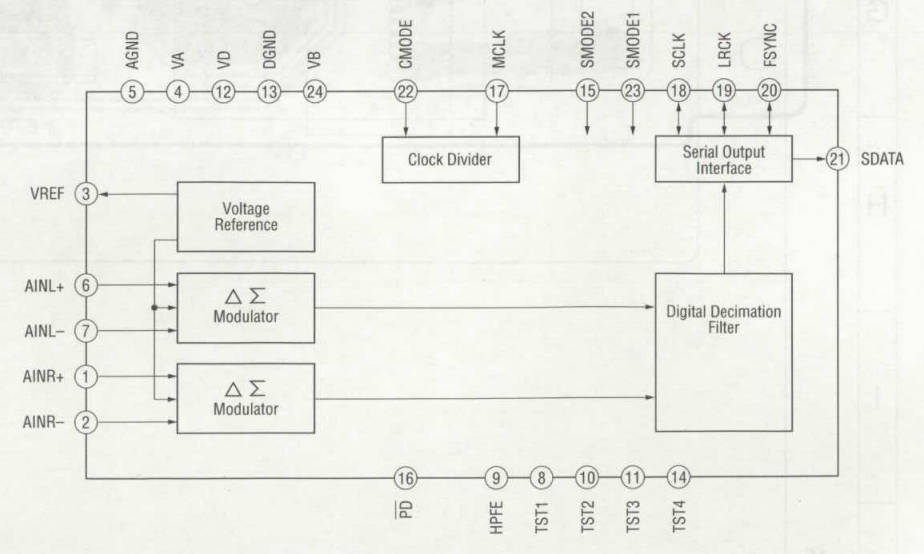 AGND
VA
VD
DGND
VB
CMODE
MCLK
SMODE2
SMODE1
SCLK
LRCK
FSYNC
5
4
12
13
24
22
17
15
23
18
19
20
Clock Divider
Serial Output
Interface
21
SDATA
VREF
3
Voltage
Reference
AINL+
6
Δ Σ
Modulator
AINL–
7
Digital Decimation
Filter
AINR+
1
Δ Σ
Modulator
AINR–
2
16
9
8
10
11
14
P̅D̅
HPFE
TST1
TST2
TST3
TST4